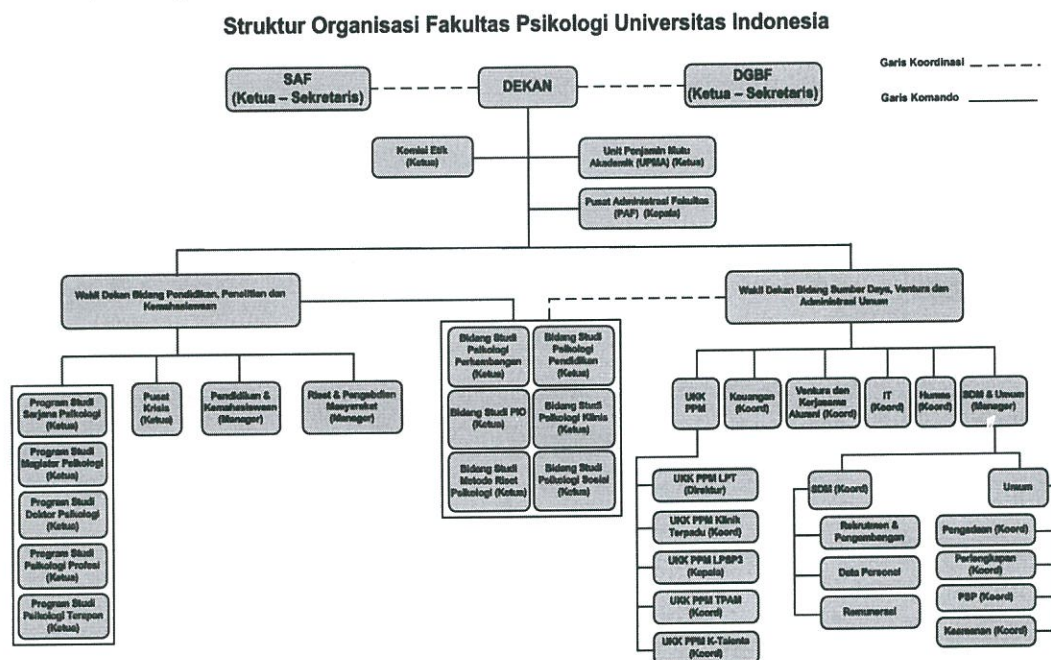 Struktur Organisasi Fakultas Psikologi Universitas Indonesia
SAF
(Ketua – Sekretaris)
DEKAN
DGBF
(Ketua – Sekretaris)
Garis Koordinasi
Garis Komando
Komisi Etik
(Ketua)
Unit Penjamin Mutu
Akademik (UPMA) (Ketua)
Pusat Administrasi Fakultas
(PAF) (Kepala)
Wakil Dekan Bidang Pendidikan, Penelitian dan
Kemahasiswaan
Wakil Dekan Bidang Sumber Daya, Ventura dan
Administrasi Umum
Program Studi
Sarjana Psikologi
(Ketua)
Program Studi
Magister Psikologi
(Ketua)
Program Studi
Doktor Psikologi
(Ketua)
Program Studi
Psikologi Profesi
(Ketua)
Program Studi
Psikologi Terapan
(Ketua)
Pusat
Krisis
(Ketua)
Pendidikan &
Kemahasiswaan
(Manager)
Riset & Pengabdian
Masyarakat
(Manager)
Bidang Studi
Psikologi
Perkembangan
(Ketua)
Bidang Studi
Psikologi
Pendidikan
(Ketua)
Bidang Studi PIO
(Ketua)
Bidang Studi
Psikologi Klinis
(Ketua)
Bidang Studi
Metode Riset
Psikologi (Ketua)
Bidang Studi
Psikologi Sosial
(Ketua)
UKK
PPM
Keuangan
(Koord)
Ventura dan
Kerjasama
Alumni (Koord)
IT
(Koord)
Humas
(Koord)
SDM & Umum
(Manager)
UKK PPM LPT
(Direktur)
UKK PPM Klinik
Terpadu (Koord)
UKK PPM LPSP3
(Kepala)
UKK PPM TPAM
(Koord)
UKK PPM K-Talenta
(Koord)
SDM (Koord)
Rekrutmen &
Pengembangan
Data Personal
Remunerasi
Umum
Pengadaan (Koord)
Perlengkapan
(Koord)
PSP (Koord)
Keamanan (Koord)